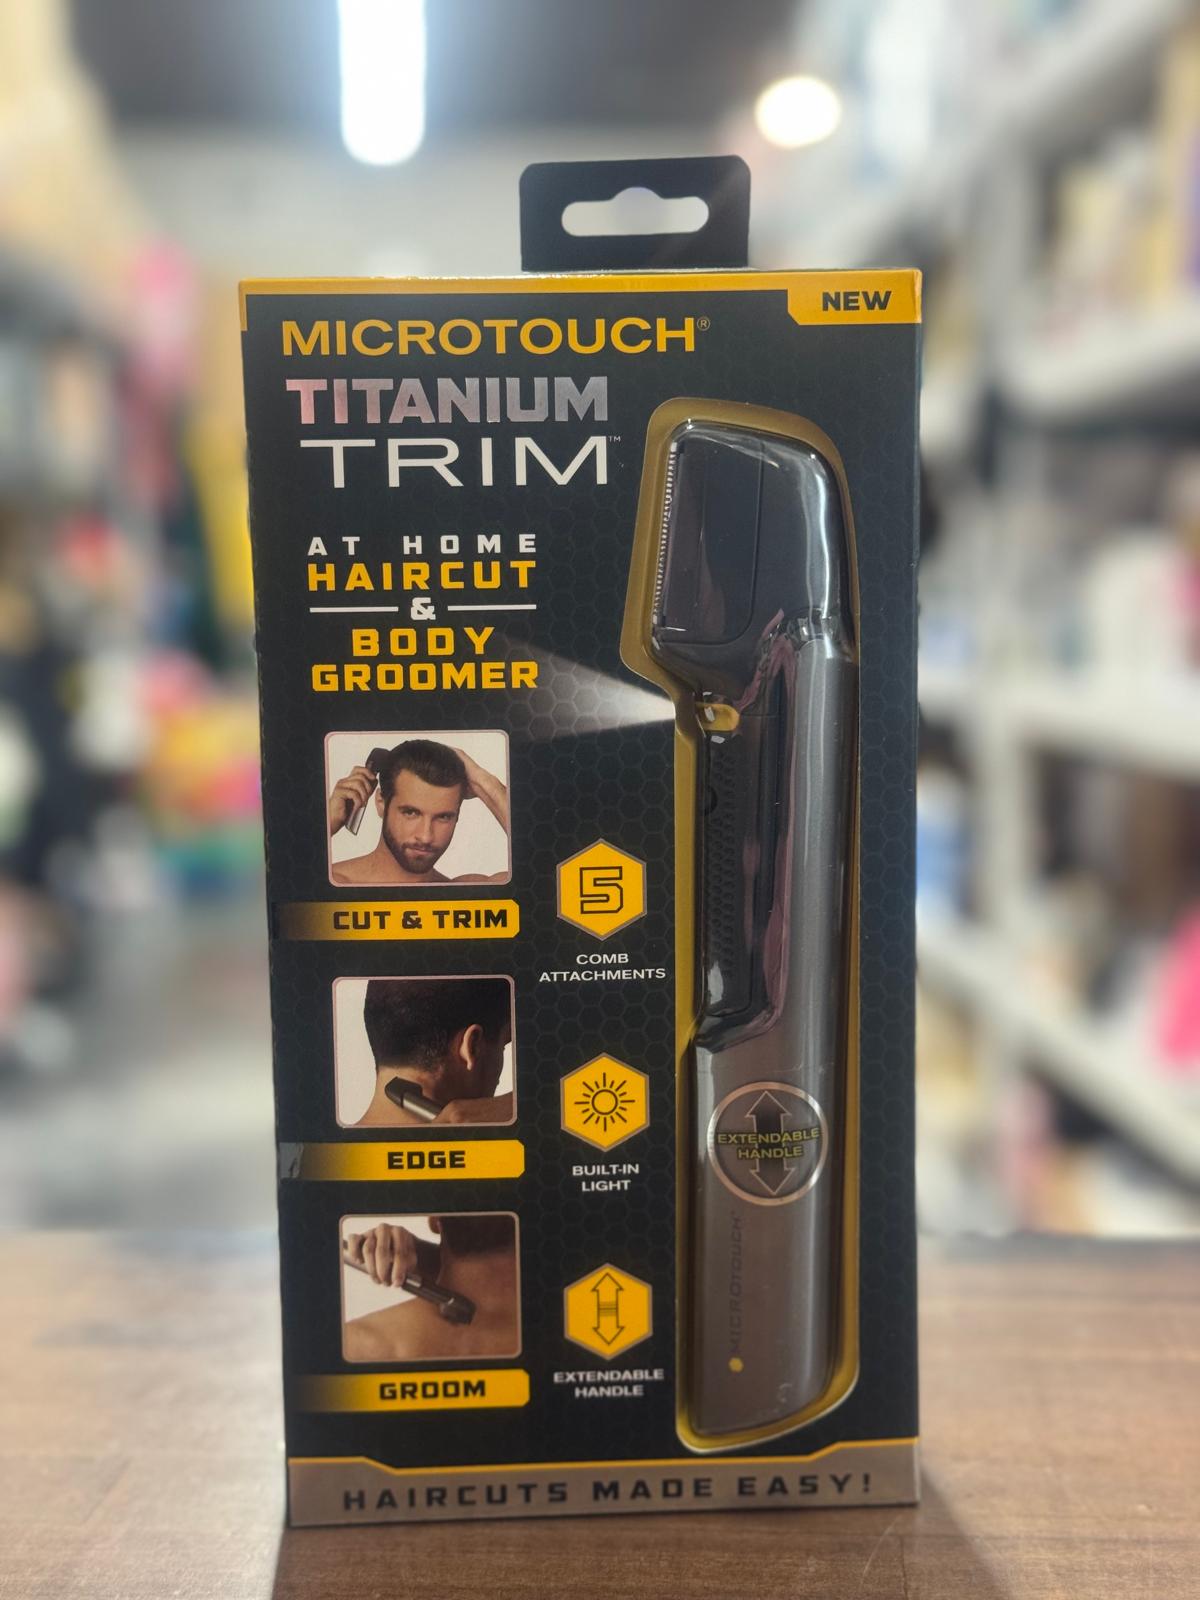 NEW
MICROTOUCH®
TITANIUM
TRIM™
AT HOME
HAIRCUT
&
BODY
GROOMER
CUT & TRIM
5
COMB
ATTACHMENTS
EDGE
BUILT-IN
LIGHT
EXTENDABLE
HANDLE
MICROTOUCH
GROOM
EXTENDABLE
HANDLE
HAIRCUTS MADE EASY!